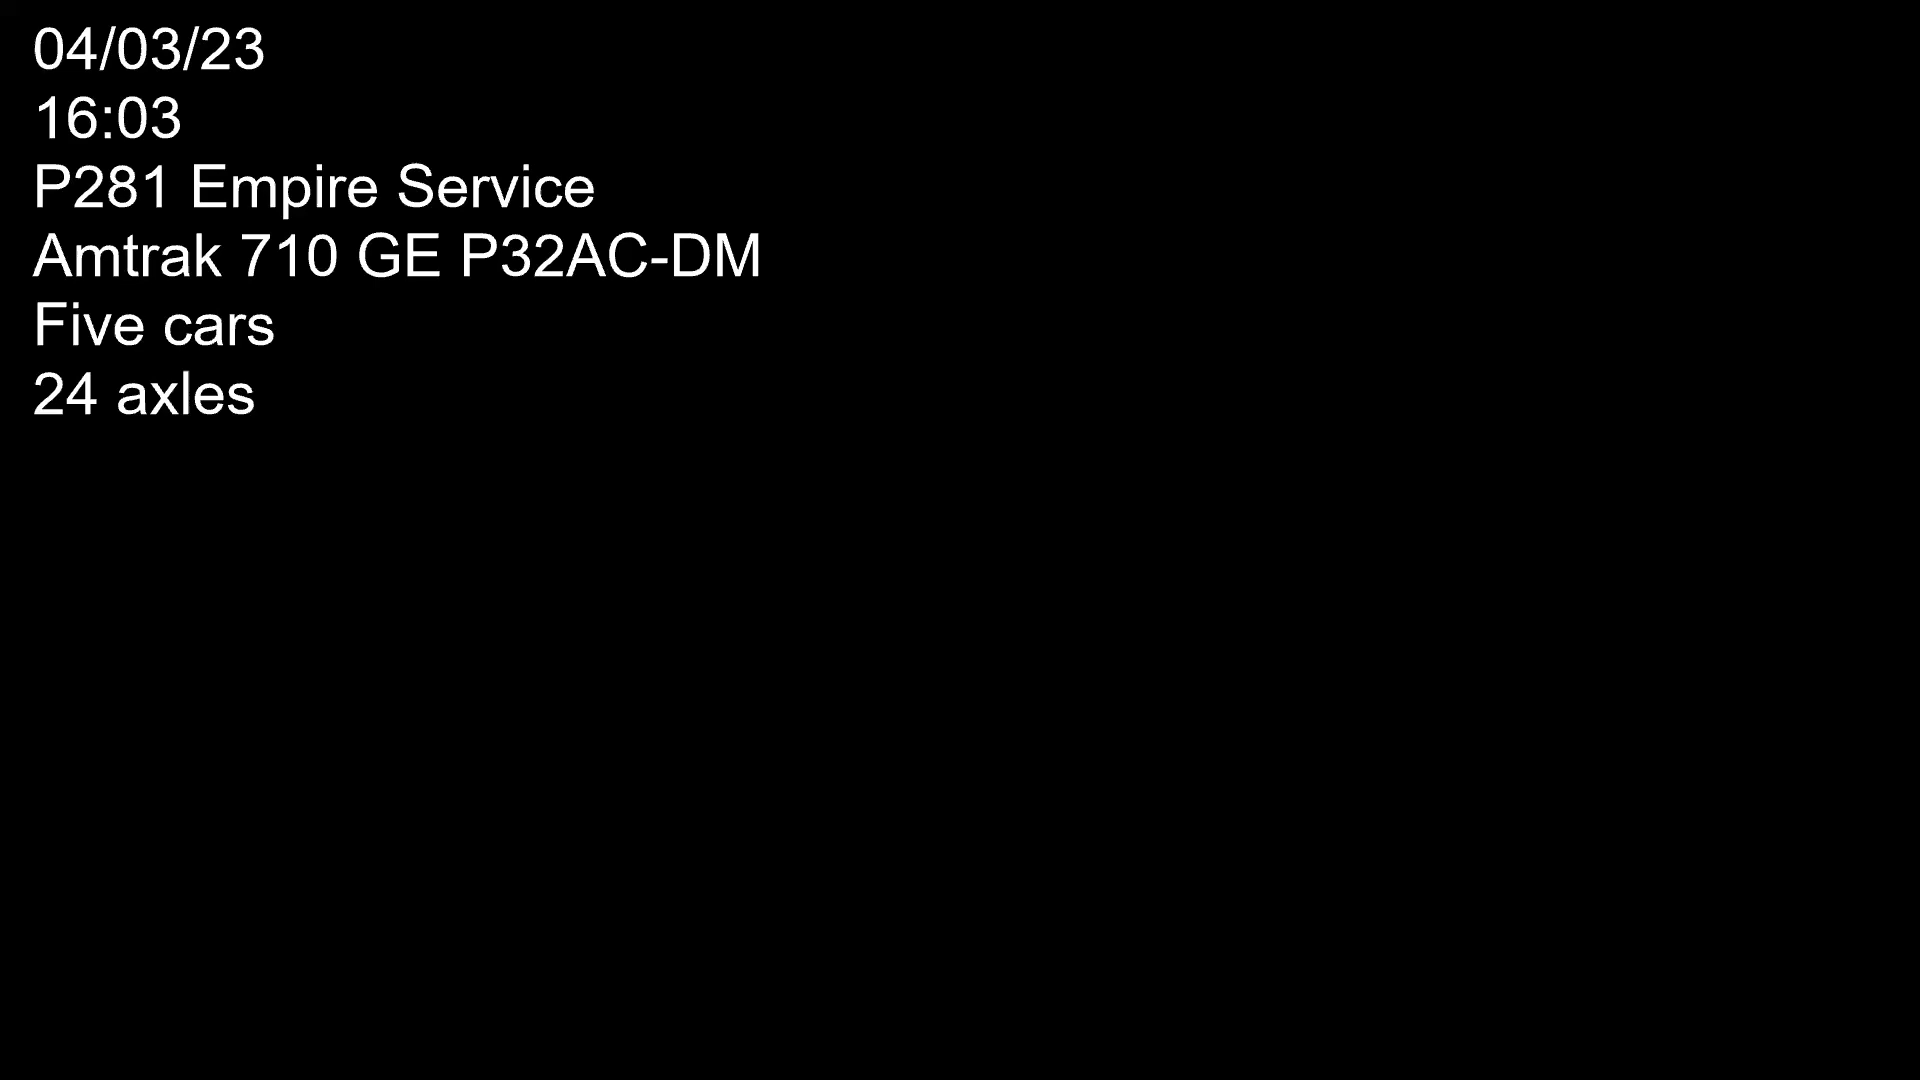 04/03/23
16:03
P281 Empire Service
Amtrak 710 GE P32AC-DM
Five cars
24 axles